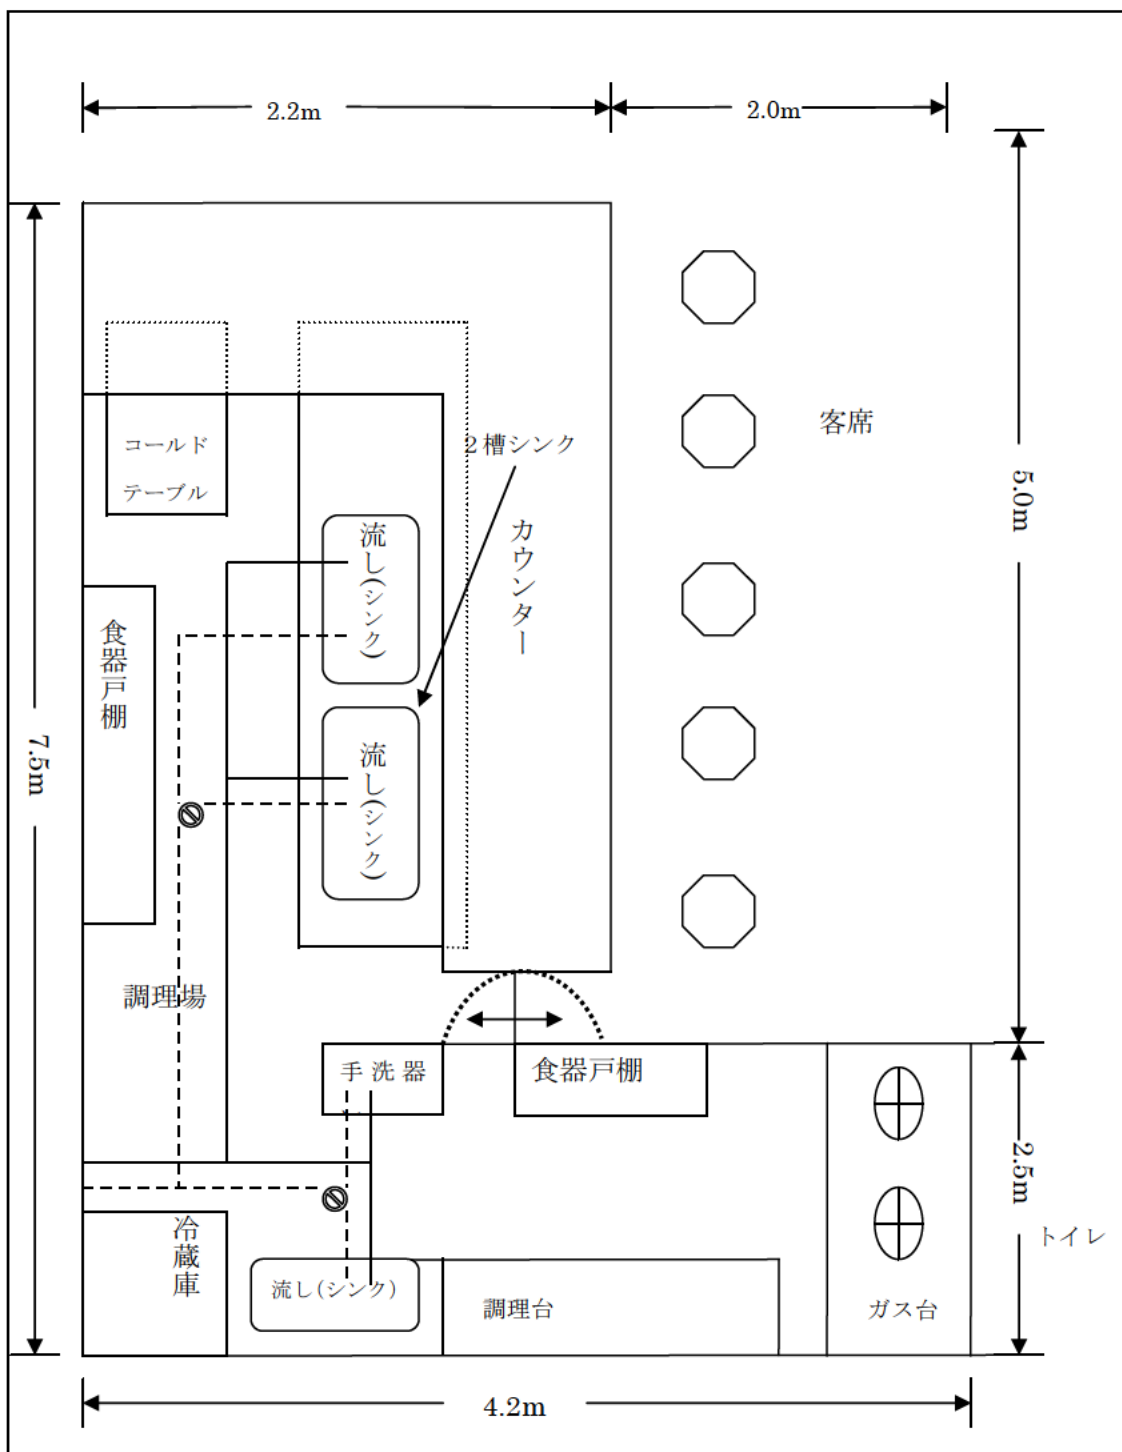 2.2m
2.0m
コールド
テーブル
2槽シンク
客席
カウンター
5.0m
流し(シンク)
食器戸棚
7.5m
流し(シンク)
調理場
手洗器
食器戸棚
2.5m
トイレ
冷蔵庫
流し(シンク)
調理台
ガス台
4.2m